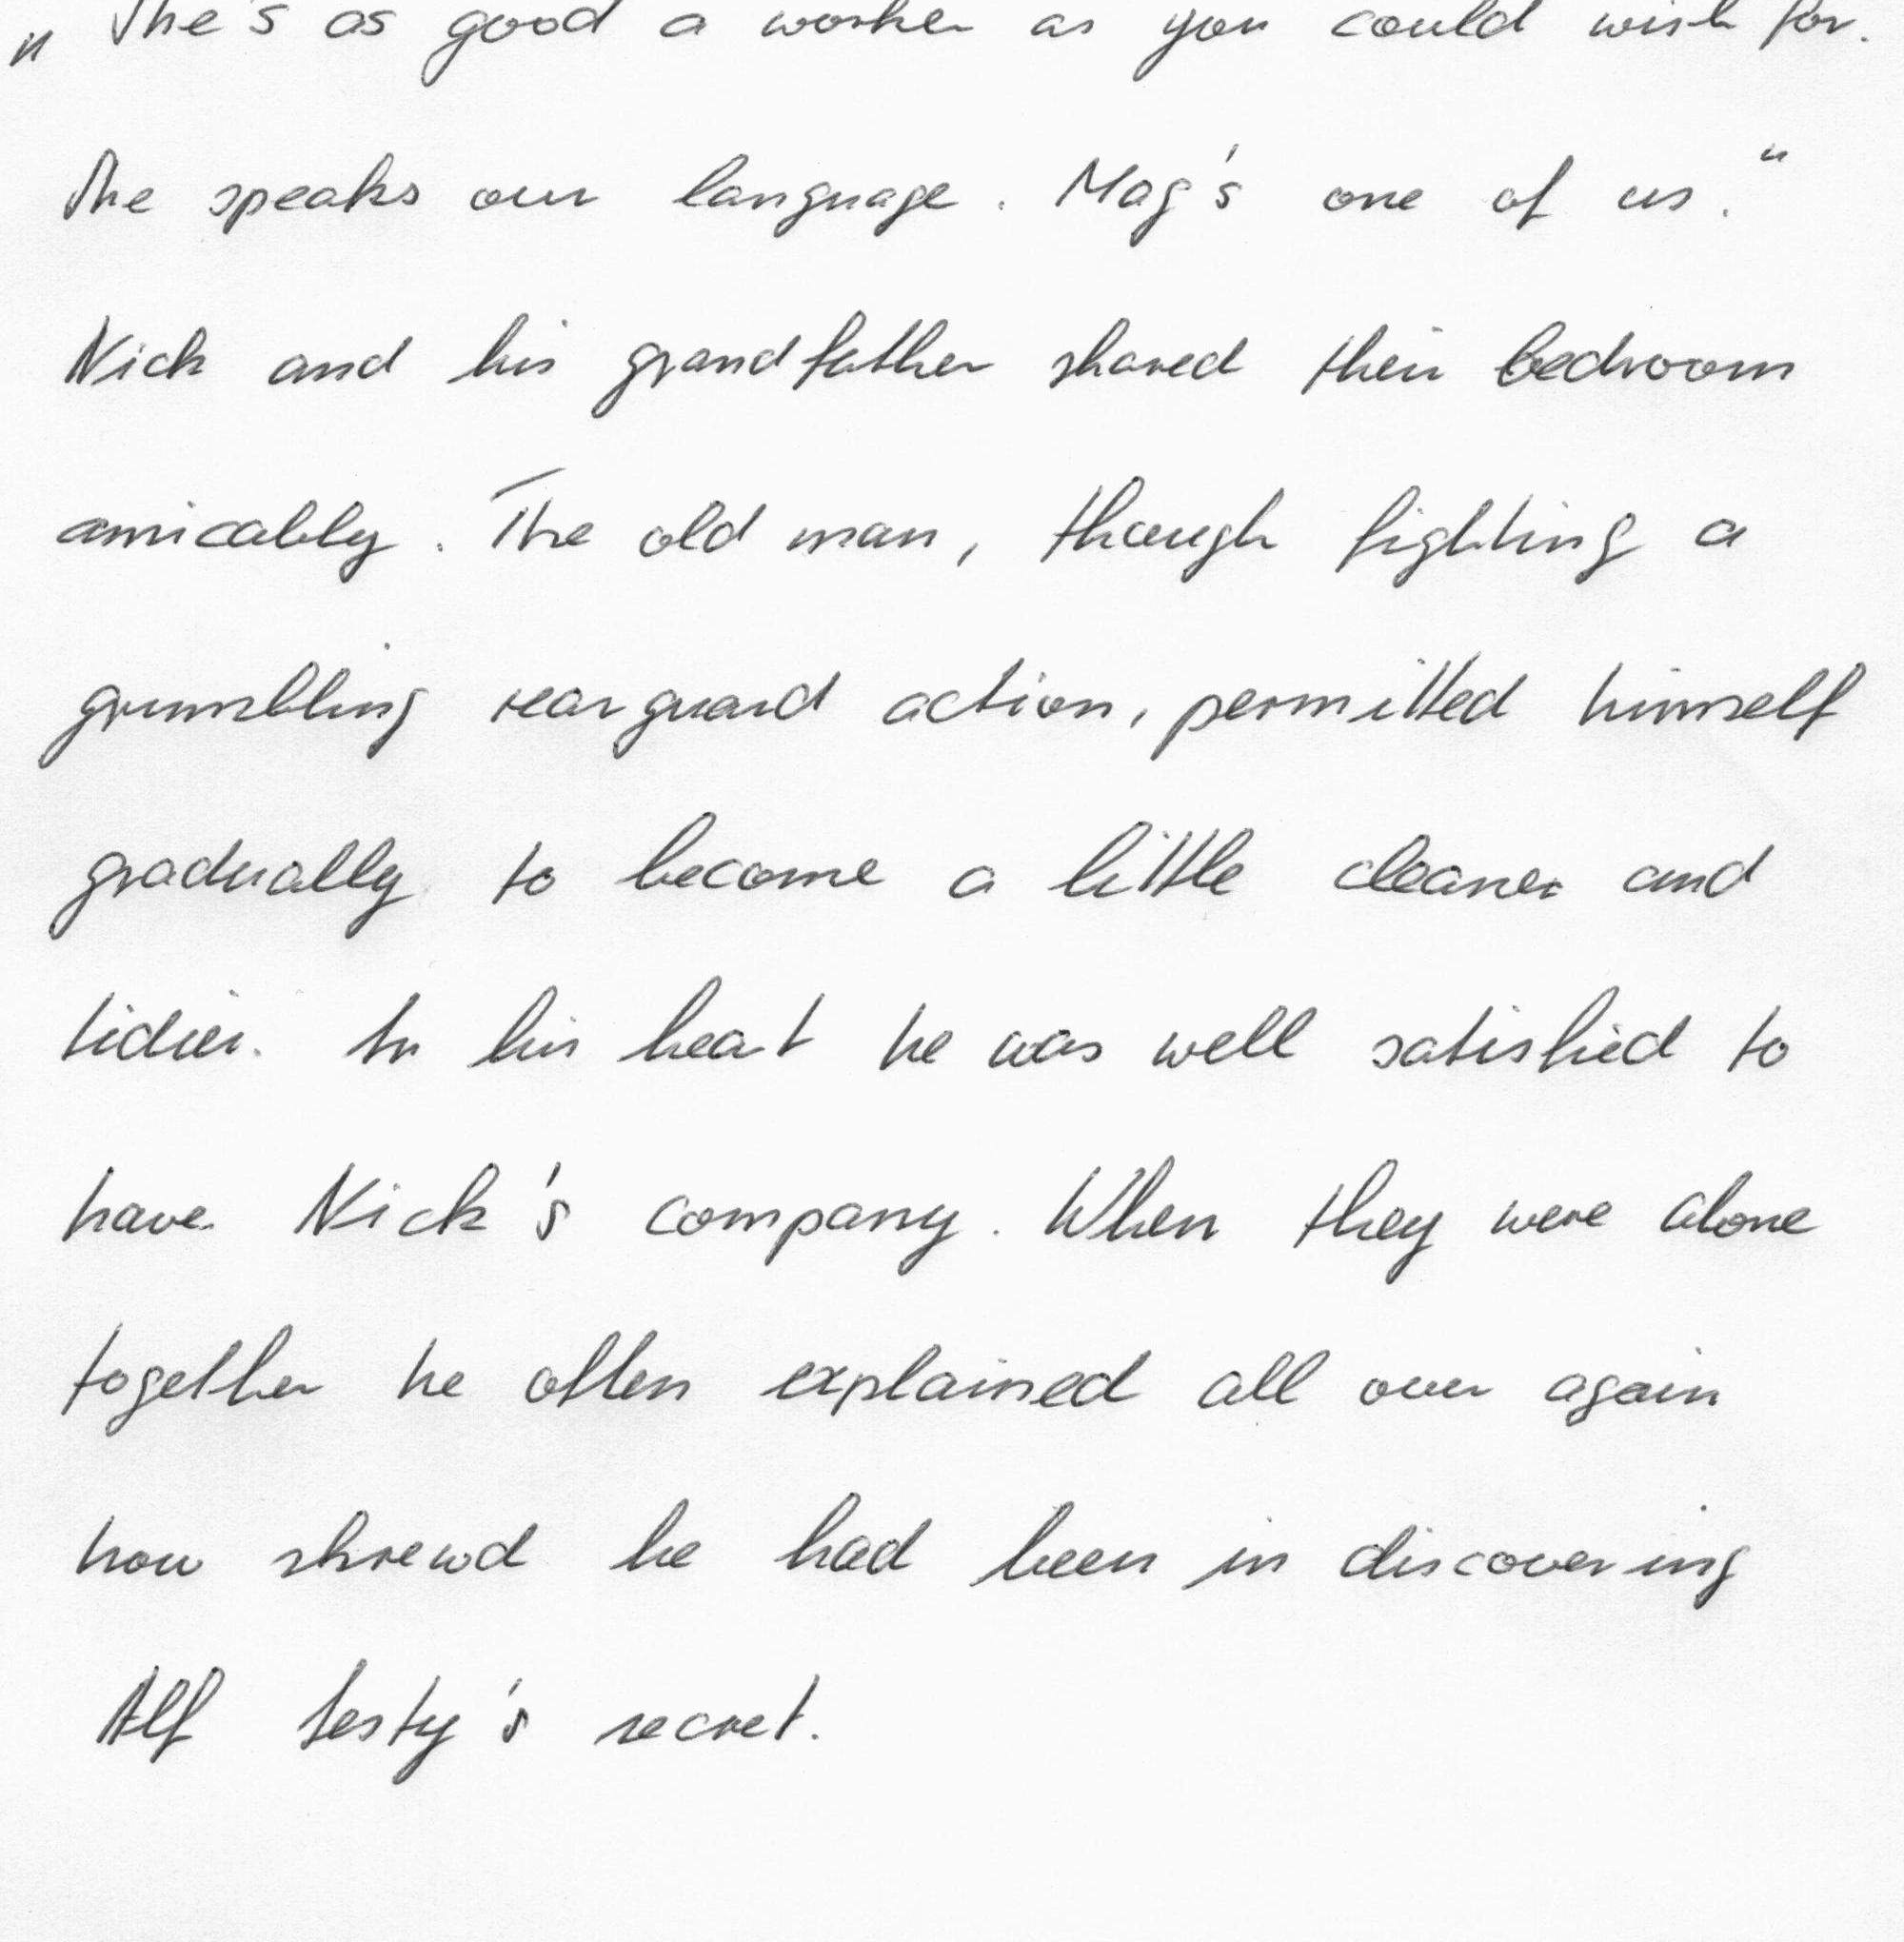 „She's as good a worker as you could wish for.
She speaks our language. Mag's one of us.“
Nick and his grandfather shared their bedroom
amicably. The old man, though fighting a
grumbling rearguard action, permitted himself
gradually to become a little cleaner and
tidier. In his heart he was well satisfied to
have Nick's company. When they were alone
together he often explained all over again
how shrewd he had been in discovering
Alf Testy's secret.